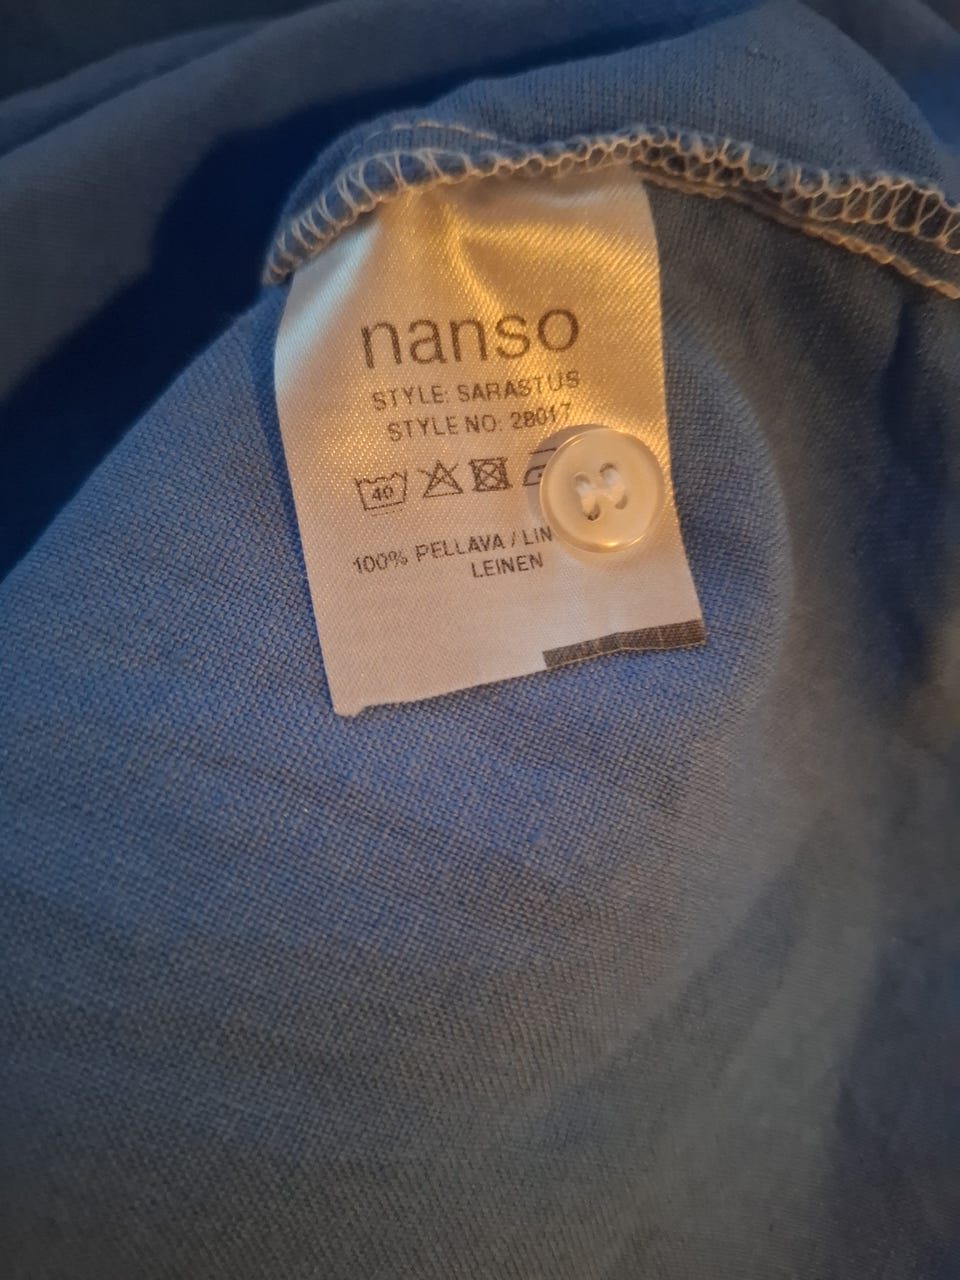 nanso
STYLE: SARASTUS
STYLE NO: 28017
40
100% PELLAVA / LIN
LEINEN